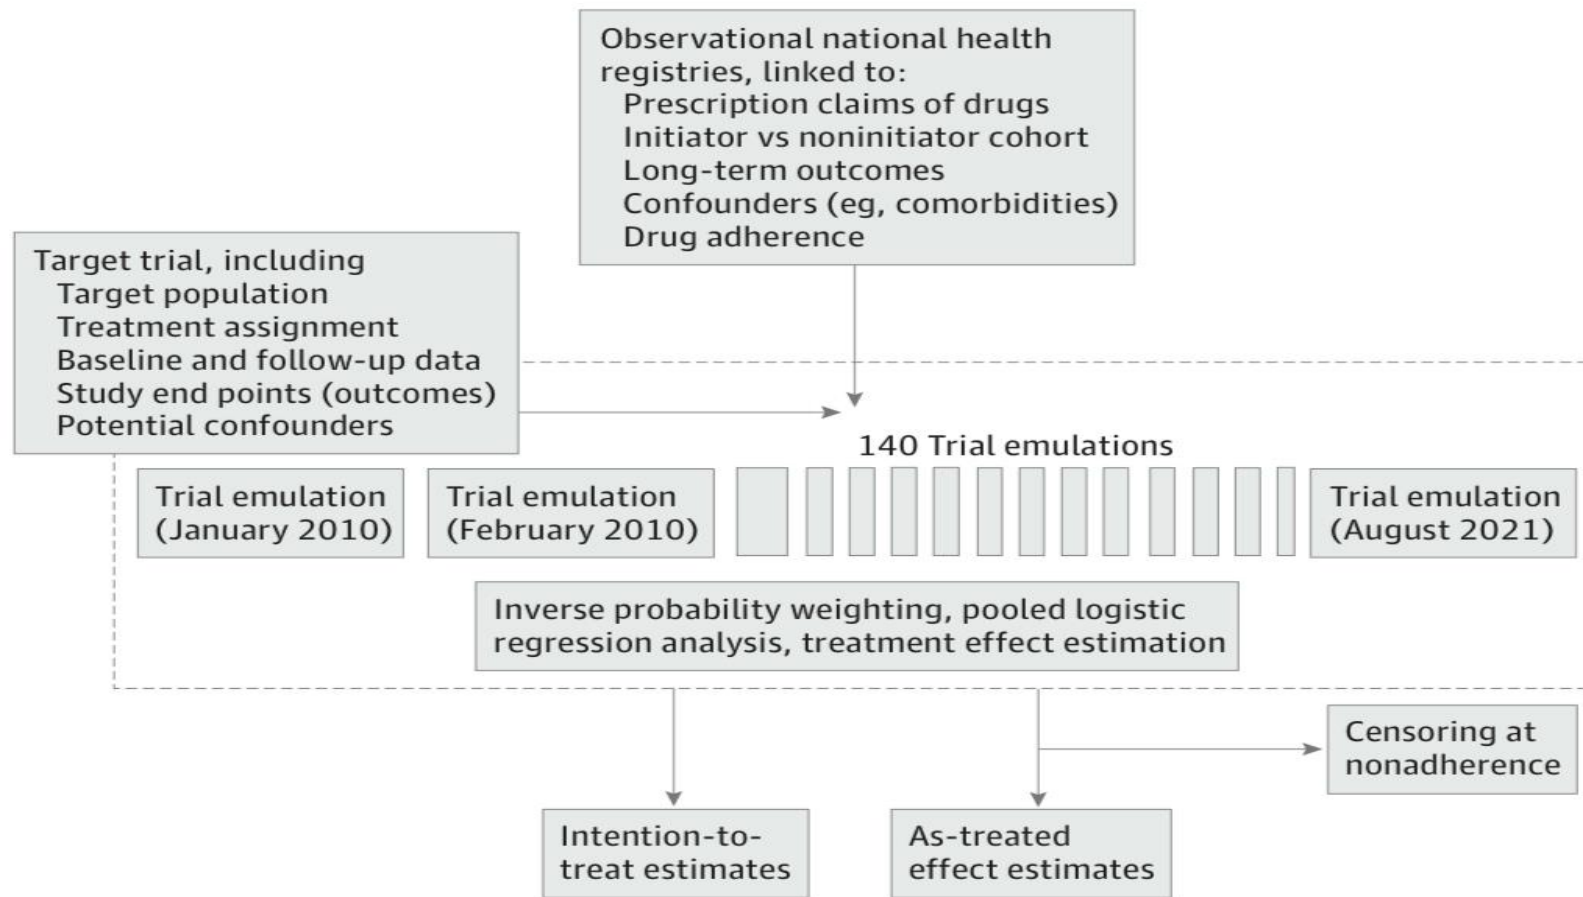 Observational national health
registries, linked to:
Prescription claims of drugs
Initiator vs noninitiator cohort
Long-term outcomes
Confounders (eg, comorbidities)
Drug adherence
Target trial, including
Target population
Treatment assignment
Baseline and follow-up data
Study end points (outcomes)
Potential confounders
140 Trial emulations
Trial emulation
(January 2010)
Trial emulation
(February 2010)
Trial emulation
(August 2021)
Inverse probability weighting, pooled logistic
regression analysis, treatment effect estimation
Censoring at
nonadherence
Intention-to-
treat estimates
As-treated
effect estimates